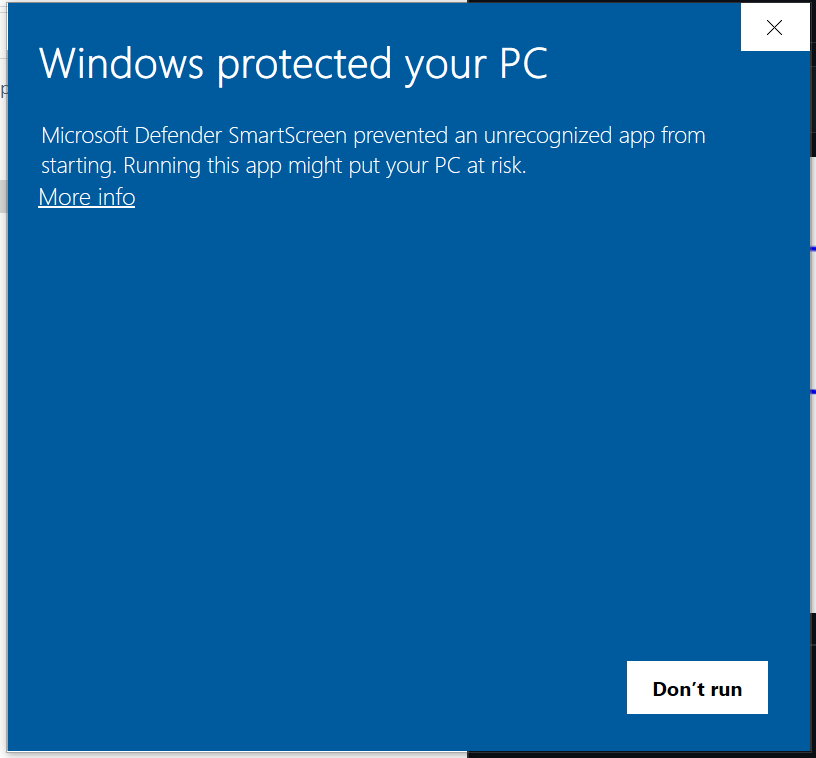 Windows protected your PC
Microsoft Defender SmartScreen prevented an unrecognized app from
starting. Running this app might put your PC at risk.
More info
Don’t run